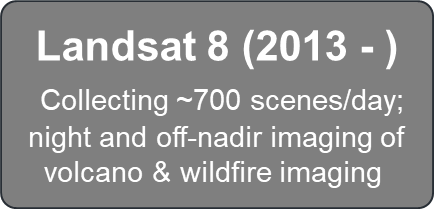 Landsat 8 (2013 - )
Collecting ~700 scenes/day;
night and off-nadir imaging of
volcano & wildfire imaging